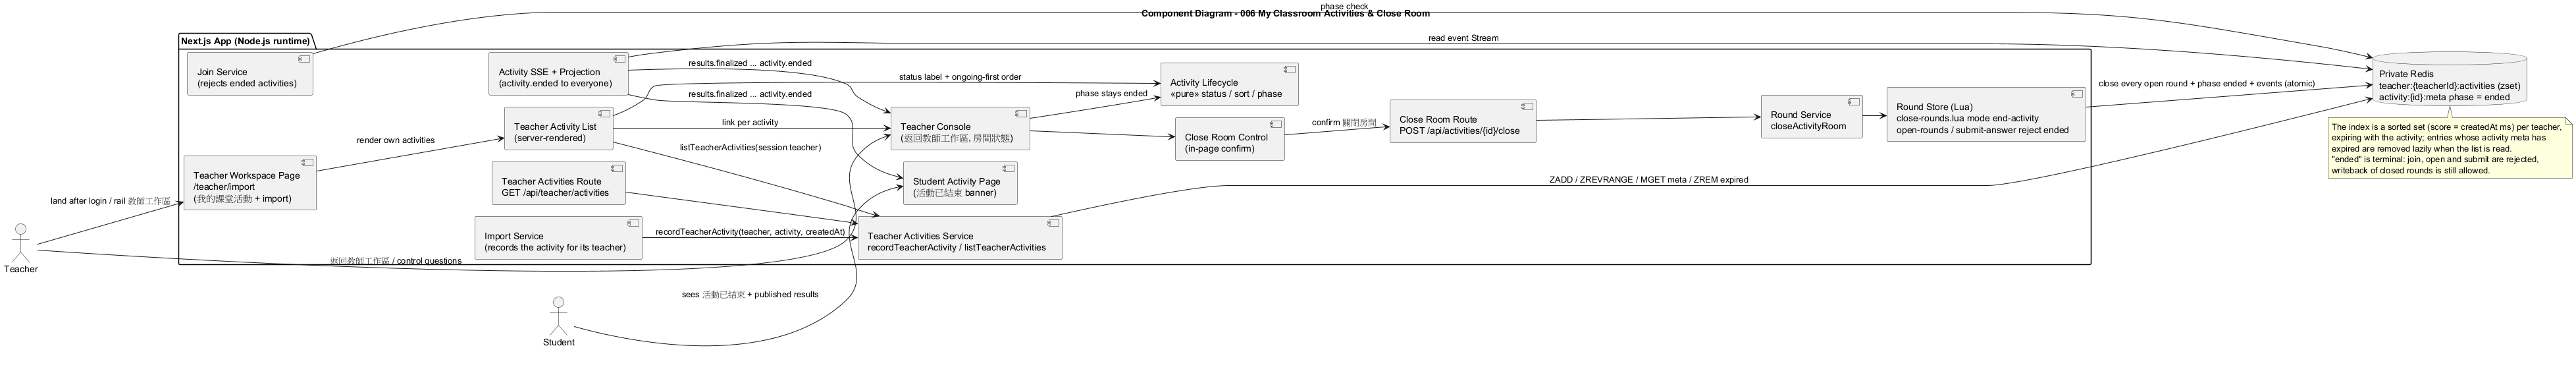 Component Diagram - 006 My Classroom Activities & Close Room
phase check
Next.js App (Node.js runtime)
Join Service
(rejects ended activities)
Activity SSE + Projection
(activity.ended to everyone)
read event Stream
results.finalized ... activity.ended
status label + ongoing-first order
results.finalized ... activity.ended
Activity Lifecycle
«pure» status / sort / phase
phase stays ended
Private Redis
teacher:{teacherId}:activities (zset)
activity:{id}:meta phase = ended
close every open round + phase ended + events (atomic)
Teacher Activity List
(server-rendered)
link per activity
Teacher Console
(返回教師工作區, 房間狀態)
Close Room Control
(in-page confirm)
confirm 關閉房間
Close Room Route
POST /api/activities/{id}/close
Round Service
closeActivityRoom
Round Store (Lua)
close-rounds.lua mode end-activity
open-rounds / submit-answer reject ended
The index is a sorted set (score = createdAt ms) per teacher,
expiring with the activity; entries whose activity meta has
expired are removed lazily when the list is read.
"ended" is terminal: join, open and submit are rejected,
writeback of closed rounds is still allowed.
render own activities
listTeacherActivities(session teacher)
Teacher Workspace Page
/teacher/import
(我的課堂活動 + import)
Teacher Activities Route
GET /api/teacher/activities
Student Activity Page
(活動已結束 banner)
ZADD / ZREVRANGE / MGET meta / ZREM expired
land after login / rail 教師工作區
Import Service
(records the activity for its teacher)
recordTeacherActivity(teacher, activity, createdAt)
Teacher Activities Service
recordTeacherActivity / listTeacherActivities
返回教師工作區 / control questions
Teacher
sees 活動已結束 + published results
Student